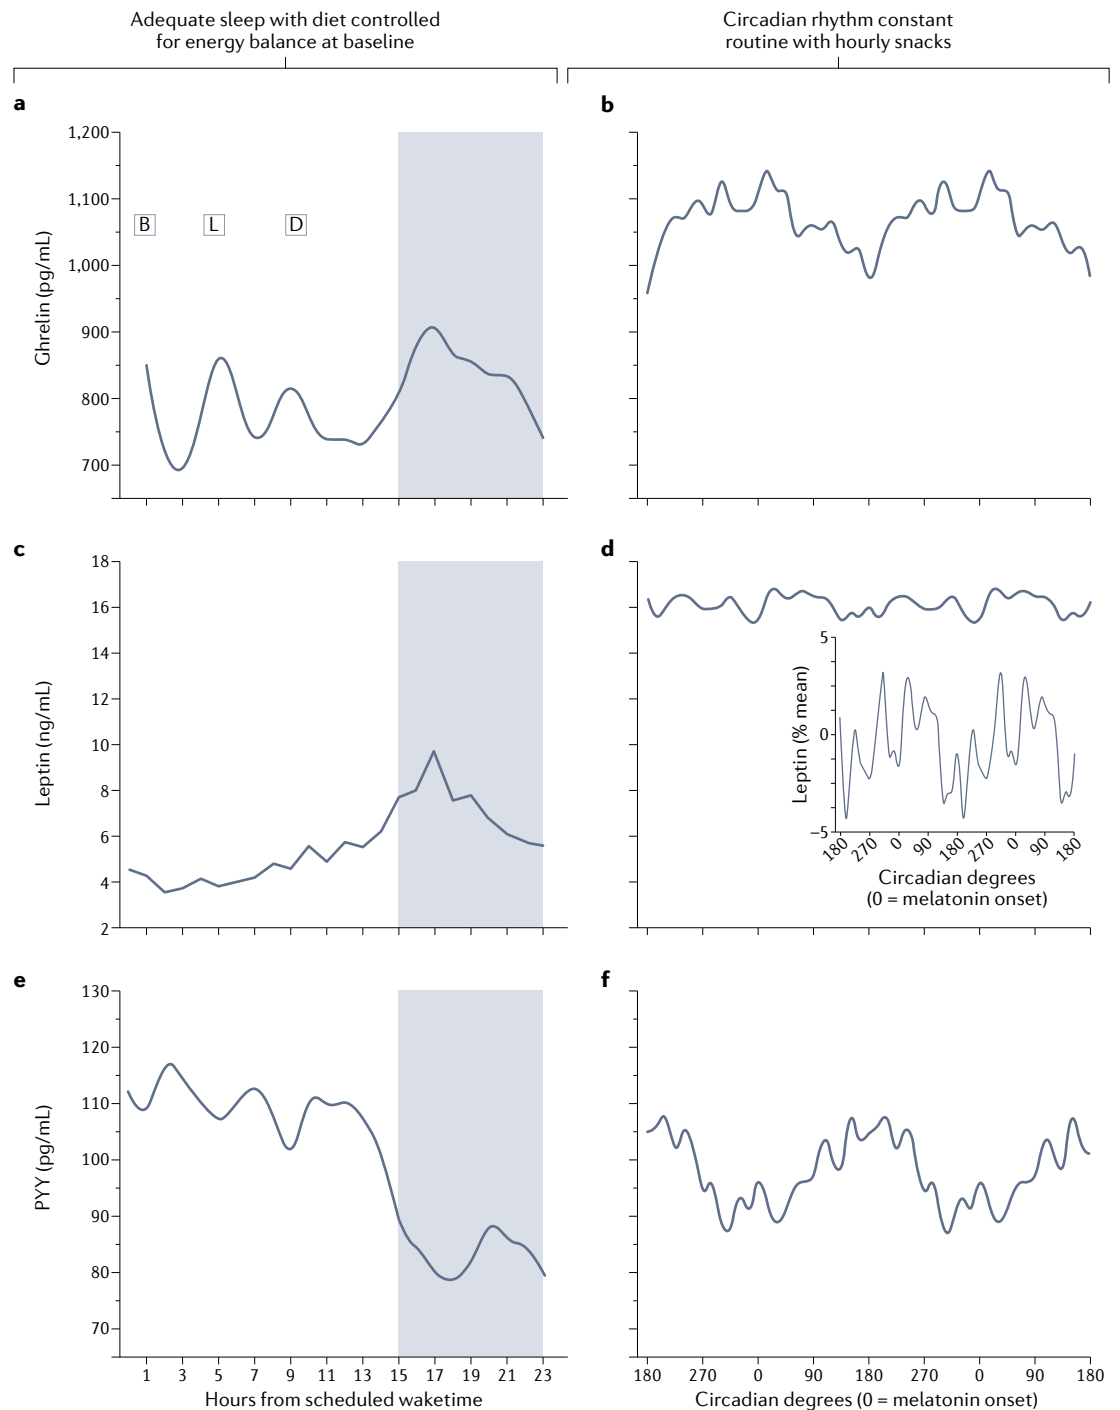 Adequate sleep with diet controlled
for energy balance at baseline
Circadian rhythm constant
routine with hourly snacks
a
1,200
1,100
1,000
900
800
700
Ghrelin (pg/mL)
B
L
D
b
c
18
16
14
12
10
8
6
4
2
Leptin (ng/mL)
d
5
0
–5
Leptin (% mean)
180
270
0
90
180
270
0
90
180
Circadian degrees
(0 = melatonin onset)
e
130
120
110
100
90
80
70
PYY (pg/mL)
1 3 5 7 9 11 13 15 17 19 21 23
Hours from scheduled waketime
f
180 270 0 90 180 270 0 90 180
Circadian degrees (0 = melatonin onset)